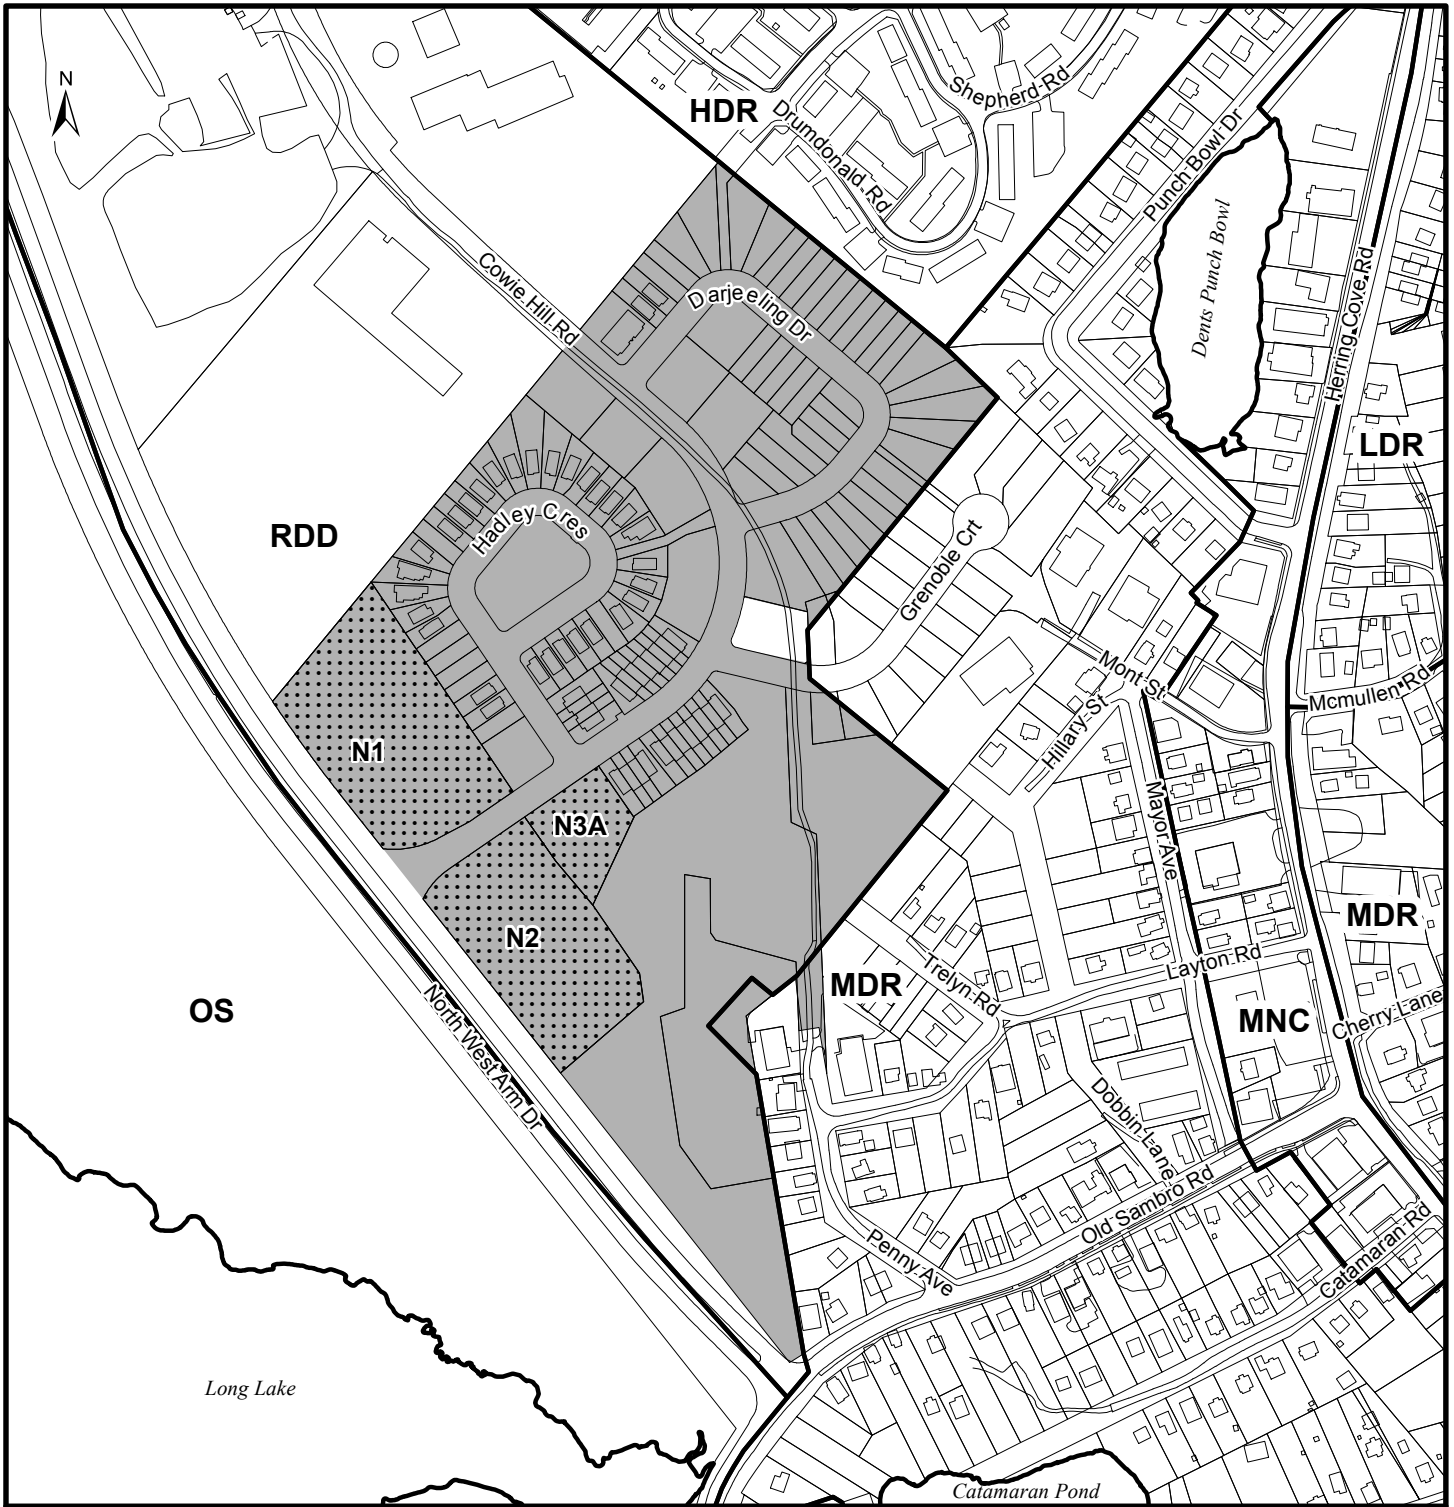 N
HDR
Shepherd Rd
Drumdonald Rd
Punch Bowl Dr
Dents Punch Bowl
Cowie Hill Rd
Darjeeling Dr
Herring Cove Rd
LDR
RDD
Hadley Cres
Grenoble Crt
Mont St
Mcmullen Rd
Hillary St
N1
N3A
Mayor Ave
MDR
N2
Trelyn Rd
Layton Rd
MDR
OS
North West Arm Dr
MNC
Cherry Lane
Dobbin Lane
Old Sambro Rd
Penny Ave
Catamaran Rd
Long Lake
Catamaran Pond